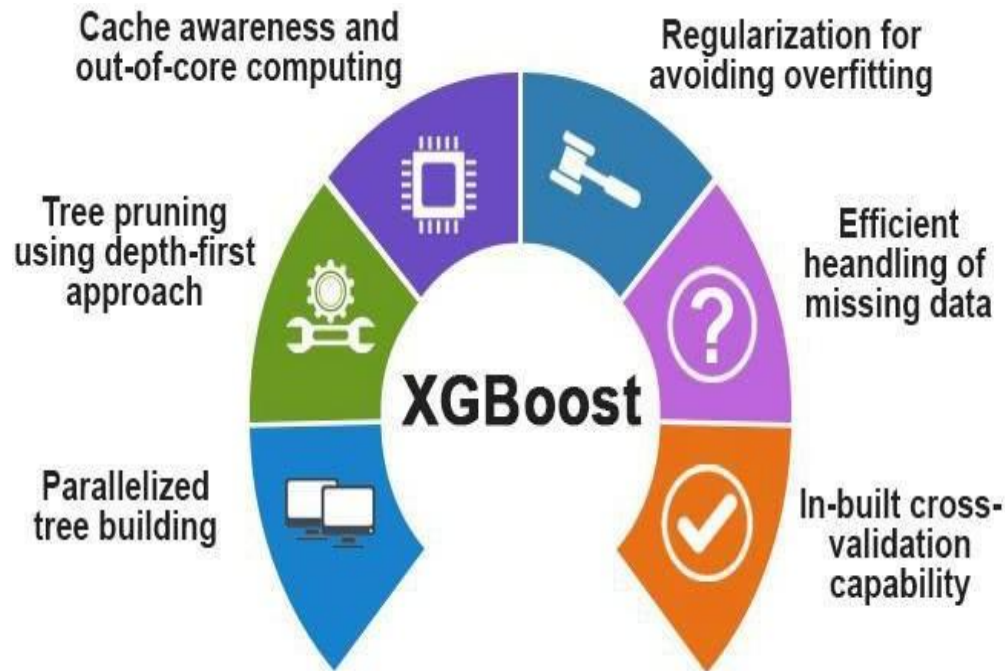 Cache awareness and
out-of-core computing
Regularization for
avoiding overfitting
Tree pruning
using depth-first
approach
Efficient
heandling of
missing data
XGBoost
Parallelized
tree building
In-built cross-
validation
capability